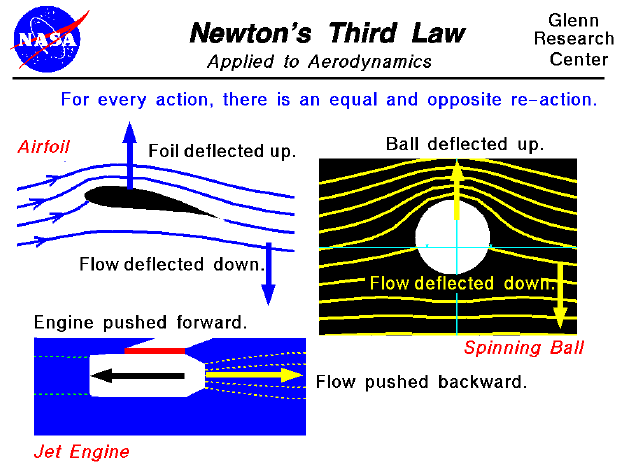 NASA
Newton's Third Law
Applied to Aerodynamics
Glenn
Research
Center
For every action, there is an equal and opposite re-action.
Airfoil
Foil deflected up.
Flow deflected down.
Ball deflected up.
Flow deflected down.
Spinning Ball
Engine pushed forward.
Flow pushed backward.
Jet Engine